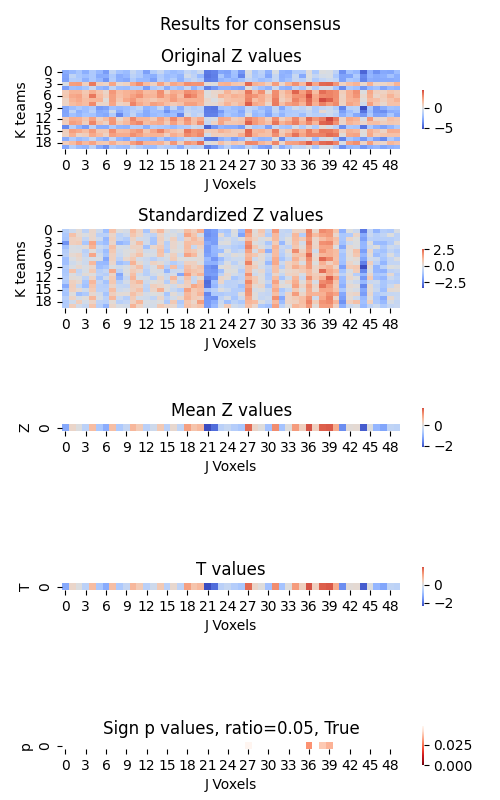 Results for consensus
Original Z values
K teams
0
3
6
9
12
15
18
0 3 6 9 12 15 18 21 24 27 30 33 36 39 42 45 48
J Voxels
0
−5
Standardized Z values
K teams
0
3
6
9
12
15
18
0 3 6 9 12 15 18 21 24 27 30 33 36 39 42 45 48
J Voxels
2.5
0.0
−2.5
Mean Z values
Z
0
0 3 6 9 12 15 18 21 24 27 30 33 36 39 42 45 48
J Voxels
0
−2
T values
T
0
0 3 6 9 12 15 18 21 24 27 30 33 36 39 42 45 48
J Voxels
0
−2
Sign p values, ratio=0.05, True
p
0
0 3 6 9 12 15 18 21 24 27 30 33 36 39 42 45 48
J Voxels
0.025
0.000